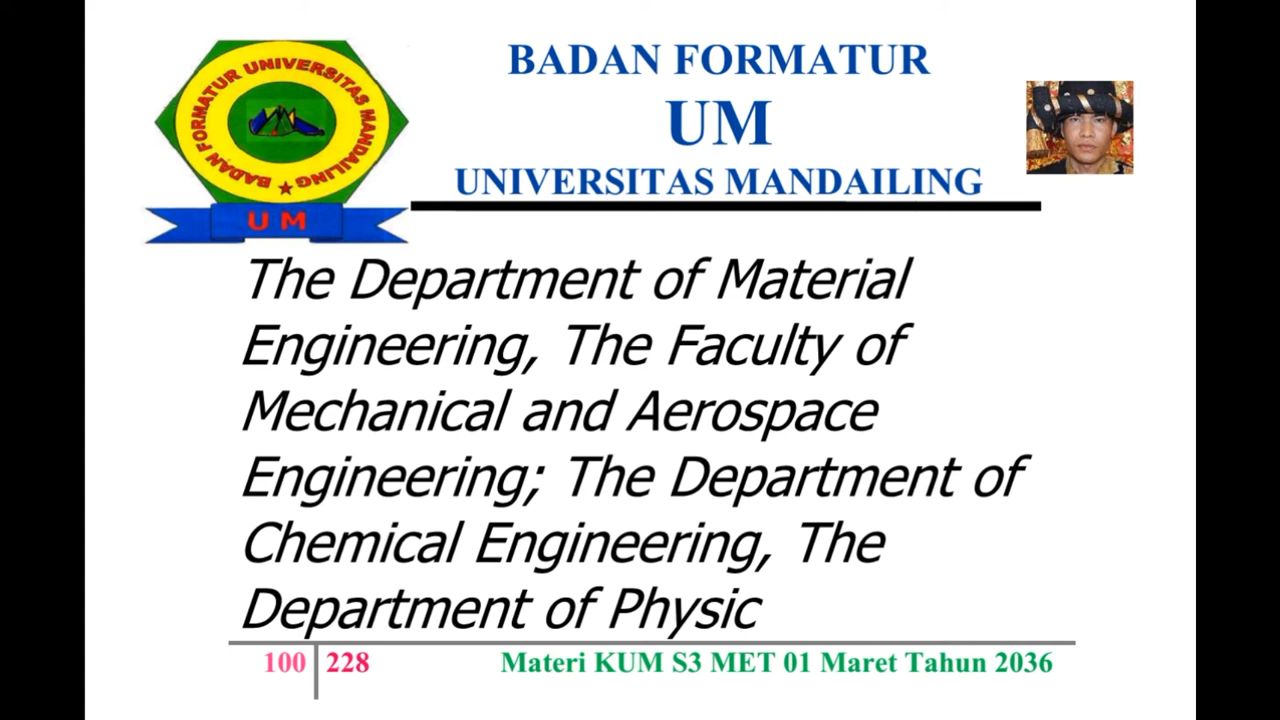 BADAN FORMATUR UNIVERSITAS MANDAILING
U M
BADAN FORMATUR
UM
UNIVERSITAS MANDAILING
The Department of Material
Engineering, The Faculty of
Mechanical and Aerospace
Engineering; The Department of
Chemical Engineering, The
Department of Physic
100 228 Materi KUM S3 MET 01 Maret Tahun 2036